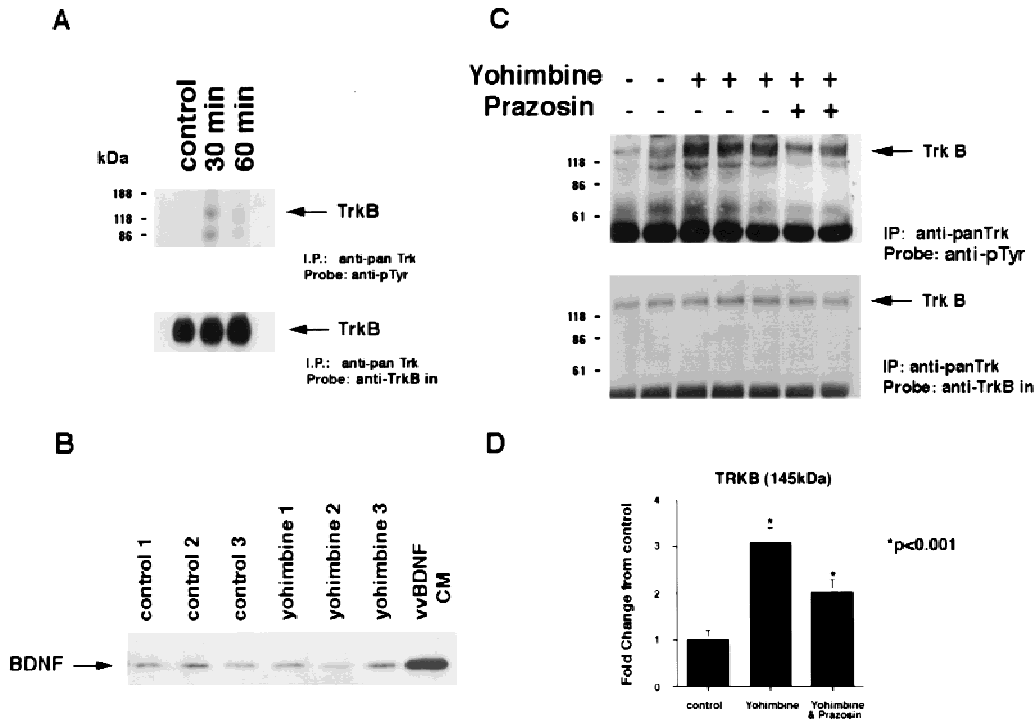 A
control
30 min
60 min
kDa
188 -
118 -
86 -
TrkB
I.P.: anti-pan Trk
Probe: anti-pTyr
TrkB
I.P.: anti-pan Trk
Probe: anti-TrkB in
B
control 1
control 2
control 3
yohimbine 1
yohimbine 2
yohimbine 3
vvBDNF
CM
BDNF
C
Yohimbine - - + + + + +
Prazosin - - - - - + +
118 -
86 -
61 -
Trk B
IP: anti-panTrk
Probe: anti-pTyr
118 -
86 -
61 -
Trk B
IP: anti-panTrk
Probe: anti-TrkB in
D
TRKB (145kDa)
Fold Change from control
4
3
2
1
0
*
*
*p<0.001
control
Yohimbine
Yohimbine
& Prazosin